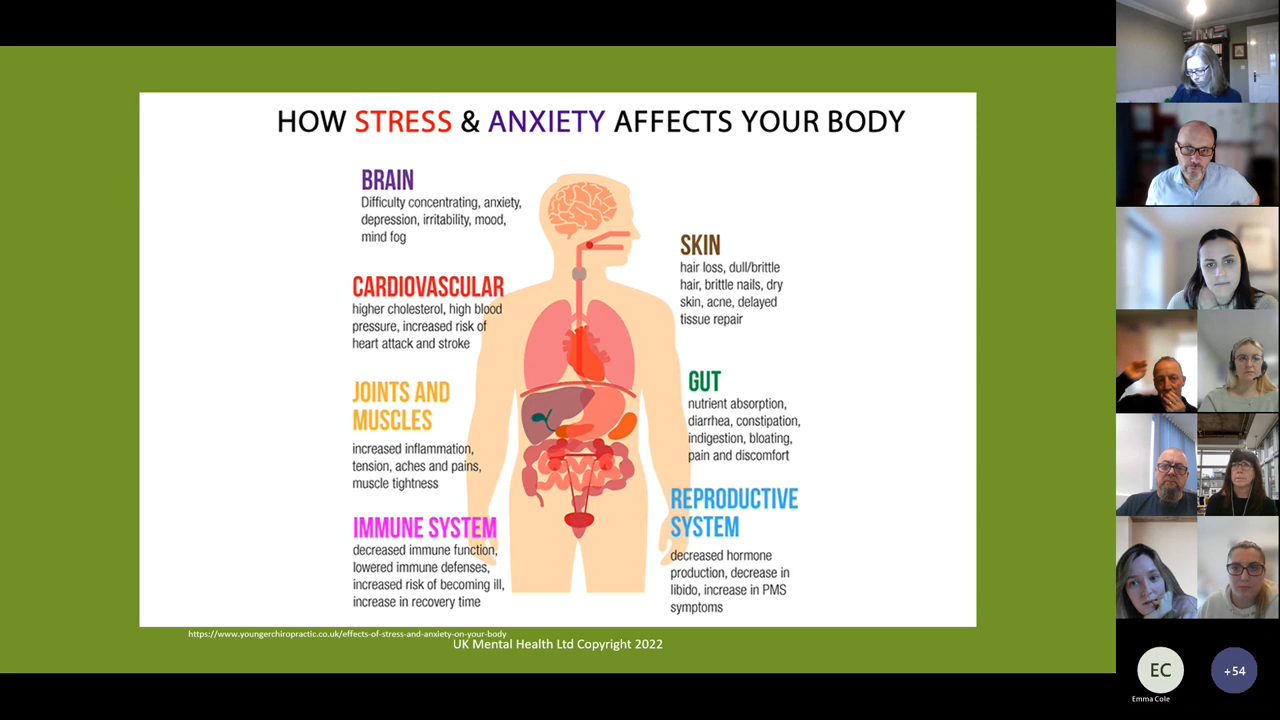 HOW STRESS & ANXIETY AFFECTS YOUR BODY
BRAIN
Difficulty concentrating, anxiety,
depression, irritability, mood,
mind fog
CARDIOVASCULAR
higher cholesterol, high blood
pressure, increased risk of
heart attack and stroke
JOINTS AND
MUSCLES
increased inflammation,
tension, aches and pains,
muscle tightness
IMMUNE SYSTEM
decreased immune function,
lowered immune defenses,
increased risk of becoming ill,
increase in recovery time
SKIN
hair loss, dull/brittle
hair, brittle nails, dry
skin, acne, delayed
tissue repair
GUT
nutrient absorption,
diarrhea, constipation,
indigestion, bloating,
pain and discomfort
REPRODUCTIVE
SYSTEM
decreased hormone
production, decrease in
libido, increase in PMS
symptoms
https://www.youngerchiropractic.co.uk/effects-of-stress-and-anxiety-on-your-body
UK Mental Health Ltd Copyright 2022
EC
Emma Cole
+54